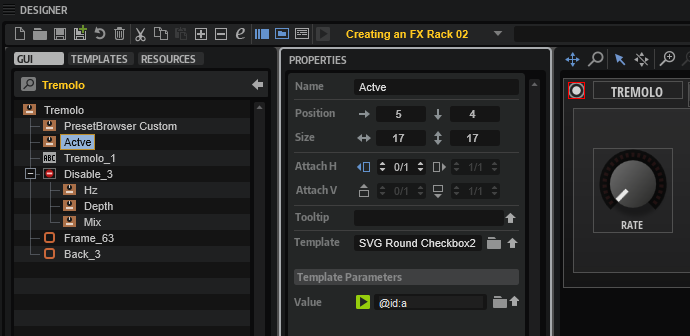 DESIGNER
Creating an FX Rack 02
GUI TEMPLATES RESOURCES
Tremolo
Tremolo
PresetBrowser Custom
Actve
ABC Tremolo_1
Disable_3
Hz
Depth
Mix
Frame_63
Back_3
PROPERTIES
Name Actve
Position 5 4
Size 17 17
Attach H 0/1 1/1
Attach V 0/1 1/1
Tooltip
Template SVG Round Checkbox2
Template Parameters
Value @id:a
TREMOLO
RATE